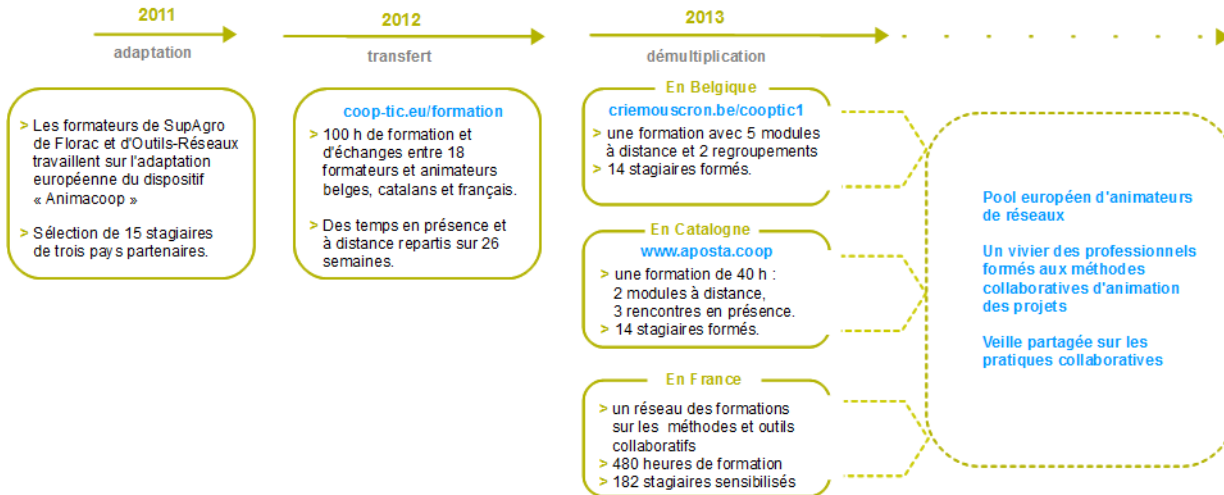 2011
adaptation
> Les formateurs de SupAgro
de Florac et d'Outils-Réseaux
travaillent sur l'adaptation
européenne du dispositif
« Animacoop »
> Sélection de 15 stagiaires
de trois pays partenaires.
2012
transfert
coop-tic.eu/formation
> 100 h de formation et
d'échanges entre 18
formateurs et animateurs
belges, catalans et français.
> Des temps en présence et
à distance repartis sur 26
semaines.
2013
démultiplication
En Belgique
criemouscron.be/cooptic1
> une formation avec 5 modules
à distance et 2 regroupements
> 14 stagiaires formés.
En Catalogne
www.aposta.coop
> une formation de 40 h :
2 modules à distance,
3 rencontres en présence.
> 14 stagiaires formés.
En France
> un réseau des formations
sur les méthodes et outils
collaboratifs
> 480 heures de formation
> 182 stagiaires sensibilisés
Pool européen d'animateurs
de réseaux
Un vivier des professionnels
formés aux méthodes
collaboratives d'animation
des projets
Veille partagée sur les
pratiques collaboratives